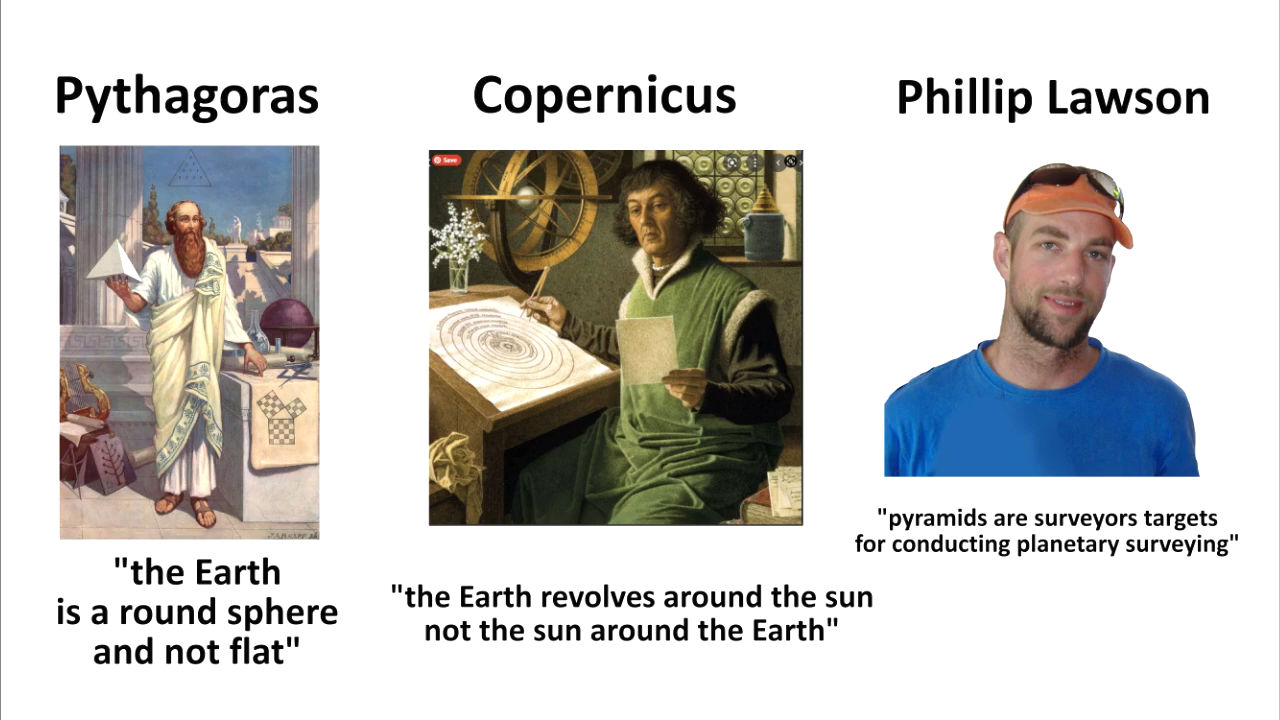 Pythagoras
Copernicus
Phillip Lawson
Save
"the Earth
is a round sphere
and not flat"
"the Earth revolves around the sun
not the sun around the Earth"
"pyramids are surveyors targets
for conducting planetary surveying"